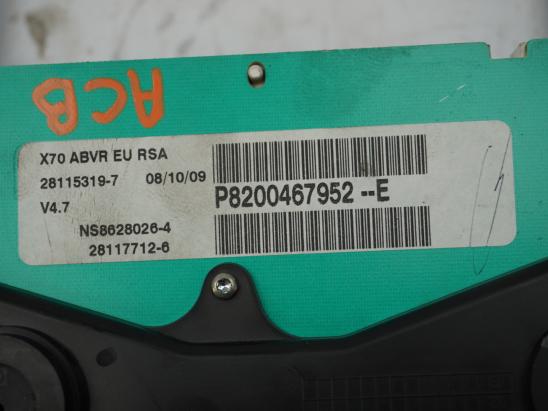 ACB
X70 ABVR EU RSA
28115319-7 08/10/09
V4.7
NS8628026-4
28117712-6
P8200467952--E